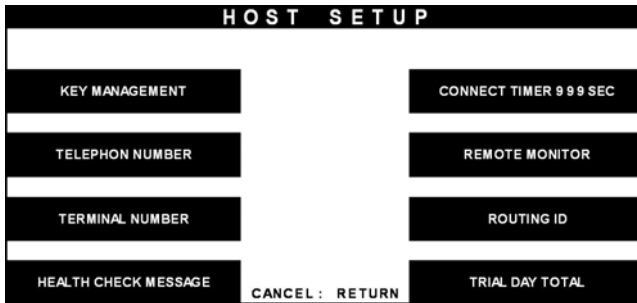 HOST SETUP
KEY MANAGEMENT
CONNECT TIMER 9 9 9 SEC
TELEPHON NUMBER
REMOTE MONITOR
TERMINAL NUMBER
ROUTING ID
HEALTH CHECK MESSAGE
CANCEL : RETURN
TRIAL DAY TOTAL